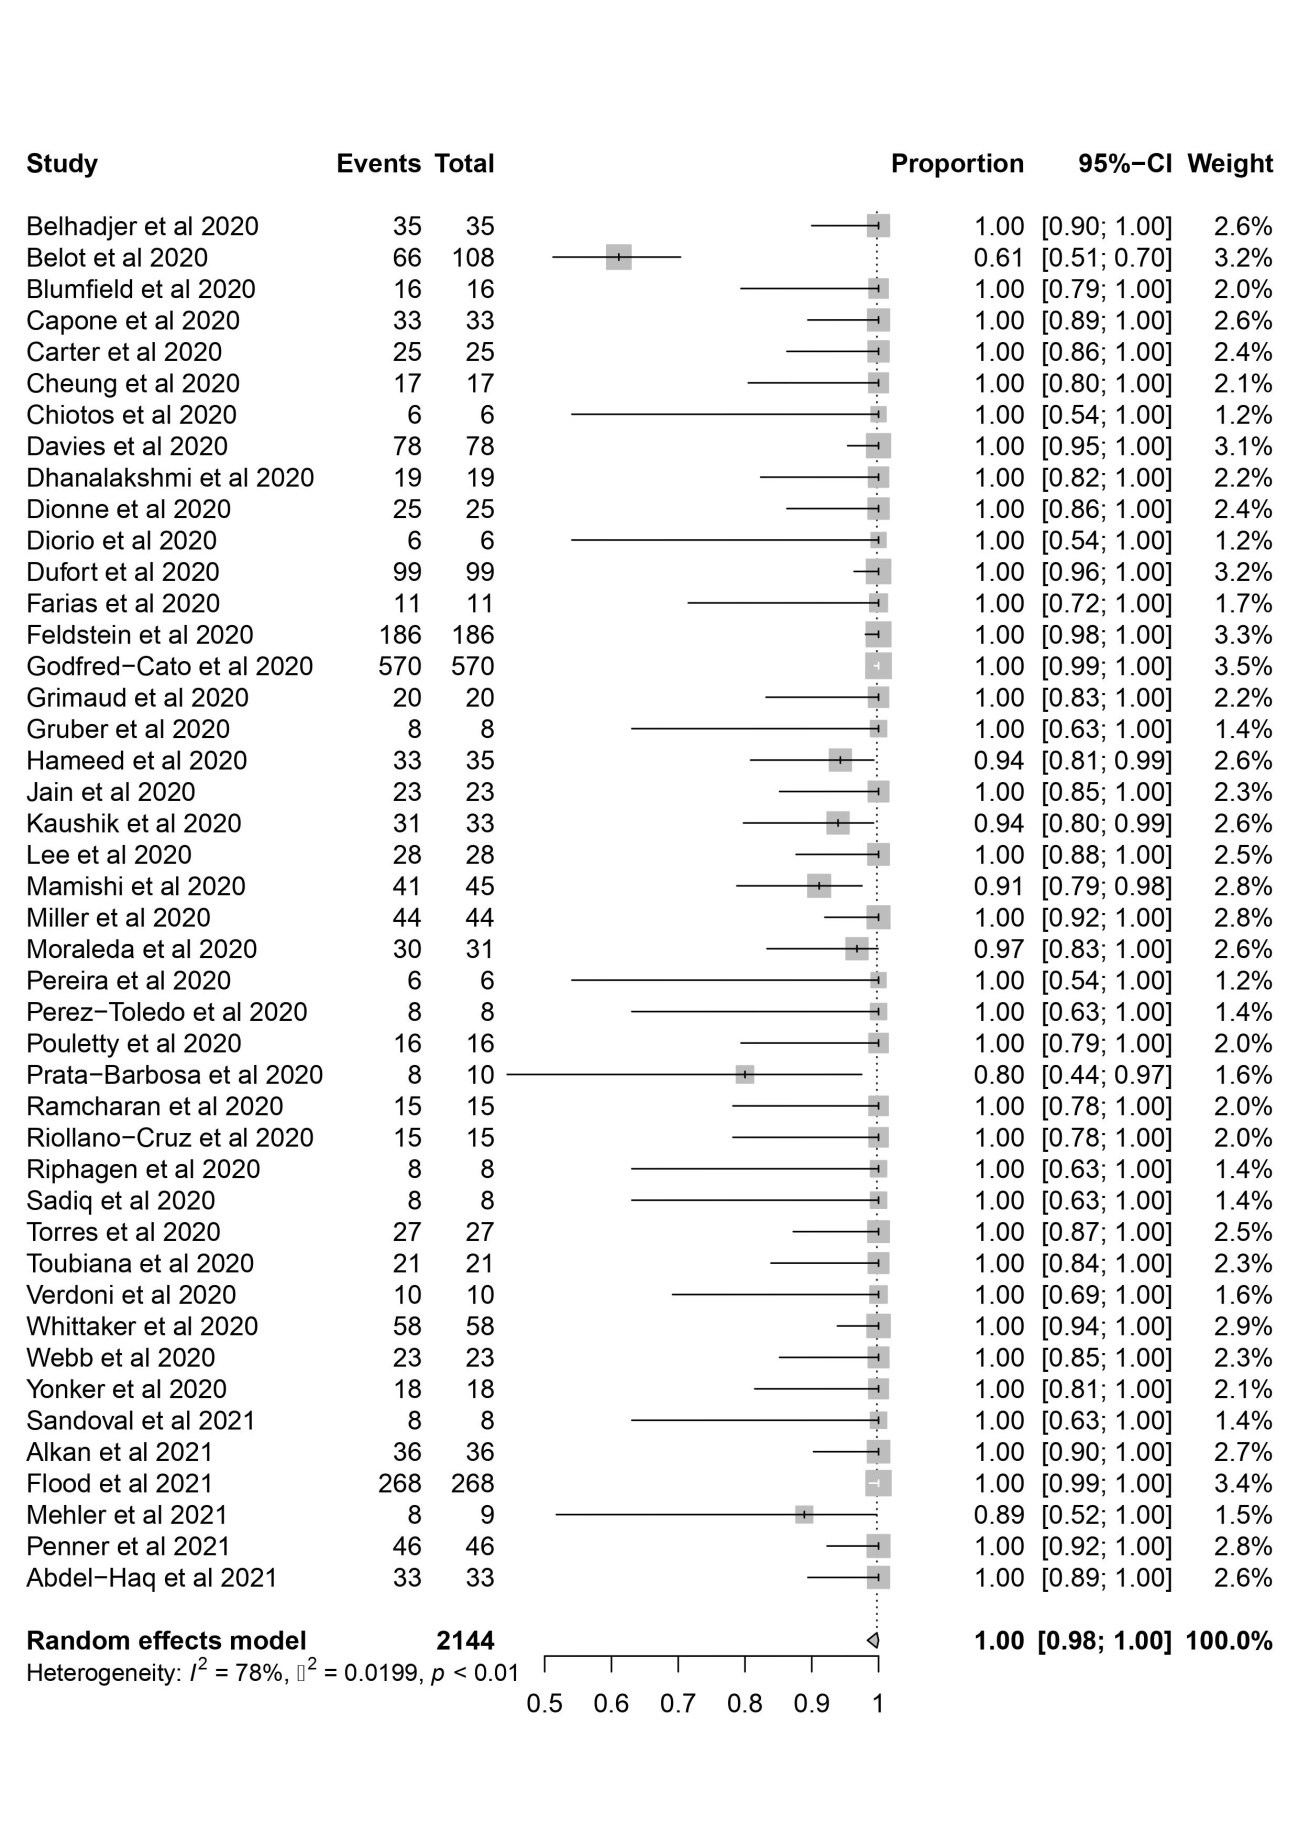 Study Events Total Proportion 95%−CI Weight
Belhadjer et al 2020 35 35 1.00 [0.90; 1.00] 2.6%
Belot et al 2020 66 108 0.61 [0.51; 0.70] 3.2%
Blumfield et al 2020 16 16 1.00 [0.79; 1.00] 2.0%
Capone et al 2020 33 33 1.00 [0.89; 1.00] 2.6%
Carter et al 2020 25 25 1.00 [0.86; 1.00] 2.4%
Cheung et al 2020 17 17 1.00 [0.80; 1.00] 2.1%
Chiotos et al 2020 6 6 1.00 [0.54; 1.00] 1.2%
Davies et al 2020 78 78 1.00 [0.95; 1.00] 3.1%
Dhanalakshmi et al 2020 19 19 1.00 [0.82; 1.00] 2.2%
Dionne et al 2020 25 25 1.00 [0.86; 1.00] 2.4%
Diorio et al 2020 6 6 1.00 [0.54; 1.00] 1.2%
Dufort et al 2020 99 99 1.00 [0.96; 1.00] 3.2%
Farias et al 2020 11 11 1.00 [0.72; 1.00] 1.7%
Feldstein et al 2020 186 186 1.00 [0.98; 1.00] 3.3%
Godfred−Cato et al 2020 570 570 1.00 [0.99; 1.00] 3.5%
Grimaud et al 2020 20 20 1.00 [0.83; 1.00] 2.2%
Gruber et al 2020 8 8 1.00 [0.63; 1.00] 1.4%
Hameed et al 2020 33 35 0.94 [0.81; 0.99] 2.6%
Jain et al 2020 23 23 1.00 [0.85; 1.00] 2.3%
Kaushik et al 2020 31 33 0.94 [0.80; 0.99] 2.6%
Lee et al 2020 28 28 1.00 [0.88; 1.00] 2.5%
Mamishi et al 2020 41 45 0.91 [0.79; 0.98] 2.8%
Miller et al 2020 44 44 1.00 [0.92; 1.00] 2.8%
Moraleda et al 2020 30 31 0.97 [0.83; 1.00] 2.6%
Pereira et al 2020 6 6 1.00 [0.54; 1.00] 1.2%
Perez−Toledo et al 2020 8 8 1.00 [0.63; 1.00] 1.4%
Pouletty et al 2020 16 16 1.00 [0.79; 1.00] 2.0%
Prata−Barbosa et al 2020 8 10 0.80 [0.44; 0.97] 1.6%
Ramcharan et al 2020 15 15 1.00 [0.78; 1.00] 2.0%
Riollano−Cruz et al 2020 15 15 1.00 [0.78; 1.00] 2.0%
Riphagen et al 2020 8 8 1.00 [0.63; 1.00] 1.4%
Sadiq et al 2020 8 8 1.00 [0.63; 1.00] 1.4%
Torres et al 2020 27 27 1.00 [0.87; 1.00] 2.5%
Toubiana et al 2020 21 21 1.00 [0.84; 1.00] 2.3%
Verdoni et al 2020 10 10 1.00 [0.69; 1.00] 1.6%
Whittaker et al 2020 58 58 1.00 [0.94; 1.00] 2.9%
Webb et al 2020 23 23 1.00 [0.85; 1.00] 2.3%
Yonker et al 2020 18 18 1.00 [0.81; 1.00] 2.1%
Sandoval et al 2021 8 8 1.00 [0.63; 1.00] 1.4%
Alkan et al 2021 36 36 1.00 [0.90; 1.00] 2.7%
Flood et al 2021 268 268 1.00 [0.99; 1.00] 3.4%
Mehler et al 2021 8 9 0.89 [0.52; 1.00] 1.5%
Penner et al 2021 46 46 1.00 [0.92; 1.00] 2.8%
Abdel−Haq et al 2021 33 33 1.00 [0.89; 1.00] 2.6%
Random effects model 2144 1.00 [0.98; 1.00] 100.0%
Heterogeneity: I² = 78%, ▯² = 0.0199, p < 0.01
0.5 0.6 0.7 0.8 0.9 1